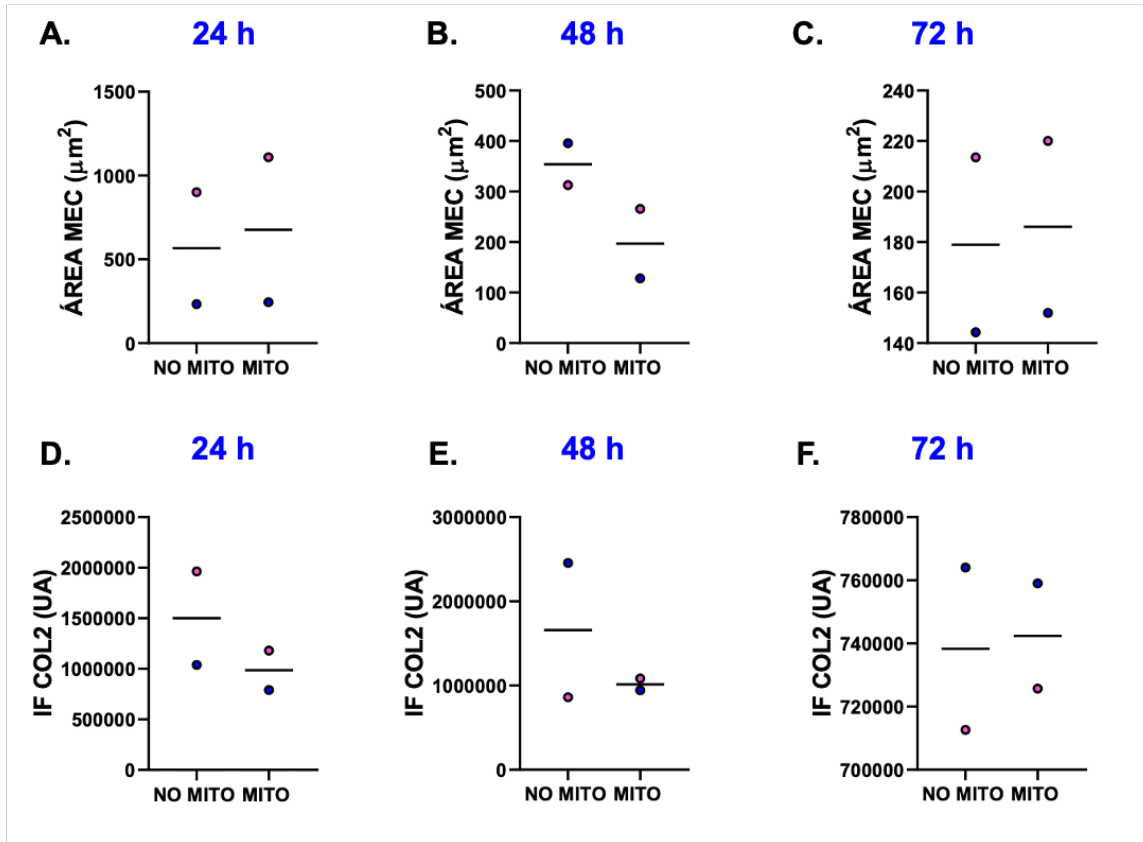 A. 24 h
B. 48 h
C. 72 h
ÁREA MEC (μm²)
1500
1000
500
0
NO MITO MITO
ÁREA MEC (μm²)
500
400
300
200
100
0
NO MITO MITO
ÁREA MEC (μm²)
240
220
200
180
160
140
NO MITO MITO
D. 24 h
E. 48 h
F. 72 h
IF COL2 (UA)
2500000
2000000
1500000
1000000
500000
0
NO MITO MITO
IF COL2 (UA)
3000000
2000000
1000000
0
NO MITO MITO
IF COL2 (UA)
780000
760000
740000
720000
700000
NO MITO MITO